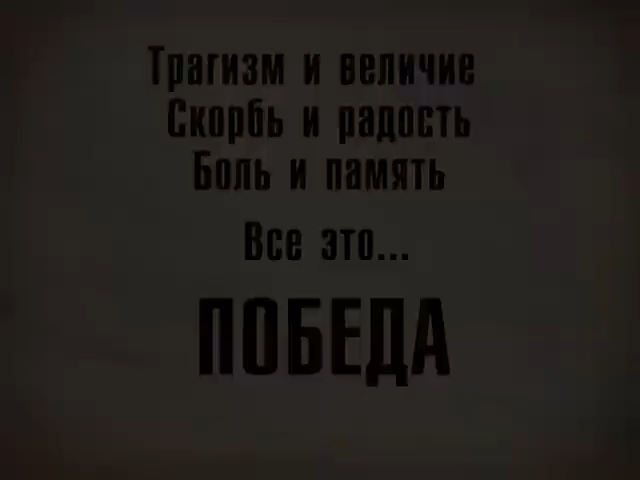 Трагизм и величие
Скорбь и радость
Боль и память
Все это...
ПОБЕДА